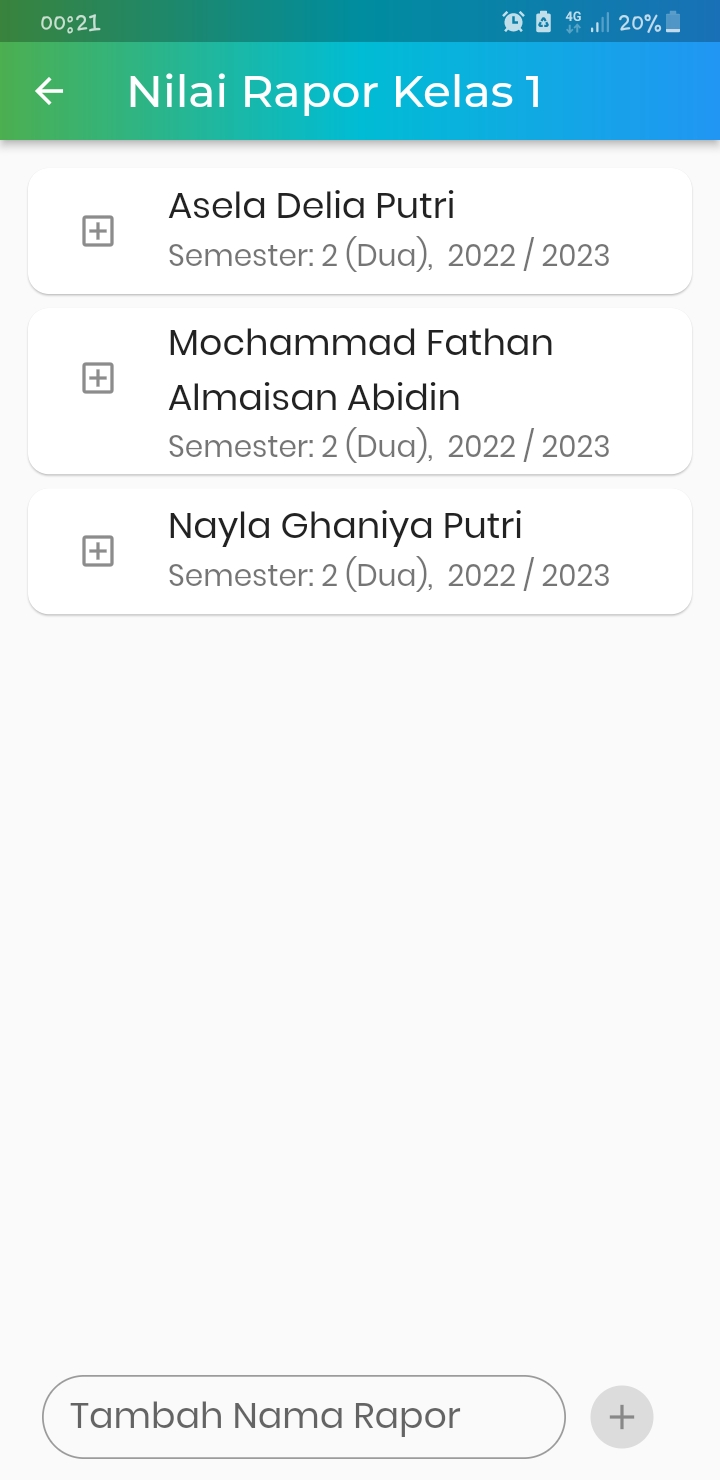 00:21
4G 20%
Nilai Rapor Kelas 1
Asela Delia Putri
Semester: 2 (Dua), 2022 / 2023
Mochammad Fathan
Almaisan Abidin
Semester: 2 (Dua), 2022 / 2023
Nayla Ghaniya Putri
Semester: 2 (Dua), 2022 / 2023
Tambah Nama Rapor